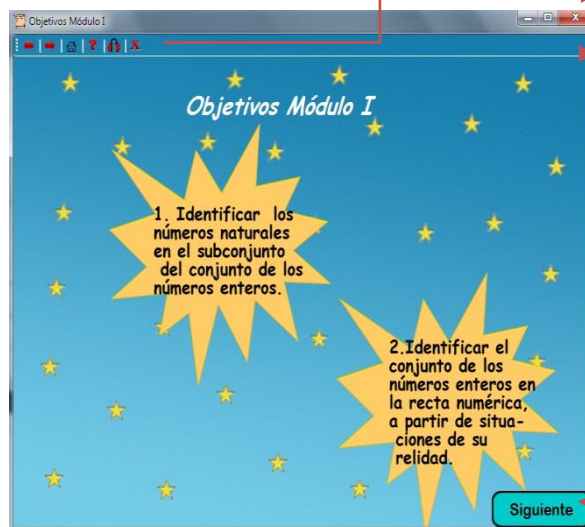 Objetivos Módulo I
? X
Objetivos Módulo I
1. Identificar los
números naturales
en el subconjunto
del conjunto de los
números enteros.
2.Identificar el
conjunto de los
números enteros en
la recta numérica,
a partir de situa-
ciones de su
relidad.
Siguiente